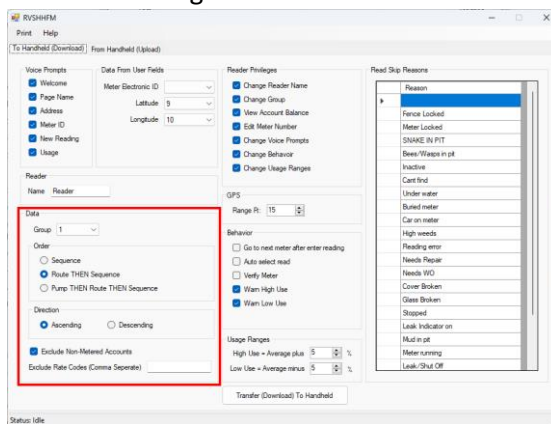 RVSHHFM
Print Help
To Handheld (Download) From Handheld (Upload)
Voice Prompts
Welcome
Page Name
Address
Meter ID
New Reading
Usage
Data From User Fields
Meter Electronic ID
Latitude 9
Longitude 10
Reader
Name Reader
Data
Group 1
Order
Sequence
Route THEN Sequence
Pump THEN Route THEN Sequence
Direction
Ascending Descending
Exclude Non-Metered Accounts
Exclude Rate Codes (Comma Seperate)
Reader Privileges
Change Reader Name
Change Group
View Account Balance
Edit Meter Number
Change Voice Prompts
Change Behavoir
Change Usage Ranges
GPS
Range Ft: 15
Behavior
Go to next meter after enter reading
Auto select read
Verify Meter
Warn High Use
Warn Low Use
Usage Ranges
High Use = Average plus 5 %
Low Use = Average minus 5 %
Transfer (Download) To Handheld
Read Skip Reasons
Reason
Fence Locked
Meter Locked
SNAKE IN PIT
Bees/Wasps in pit
Inactive
Cant find
Under water
Buried meter
Car on meter
High weeds
Reading error
Needs Repair
Needs WO
Cover Broken
Glass Broken
Stopped
Leak Indicator on
Mud in pit
Meter running
Leak/Shut Off
Status: Idle